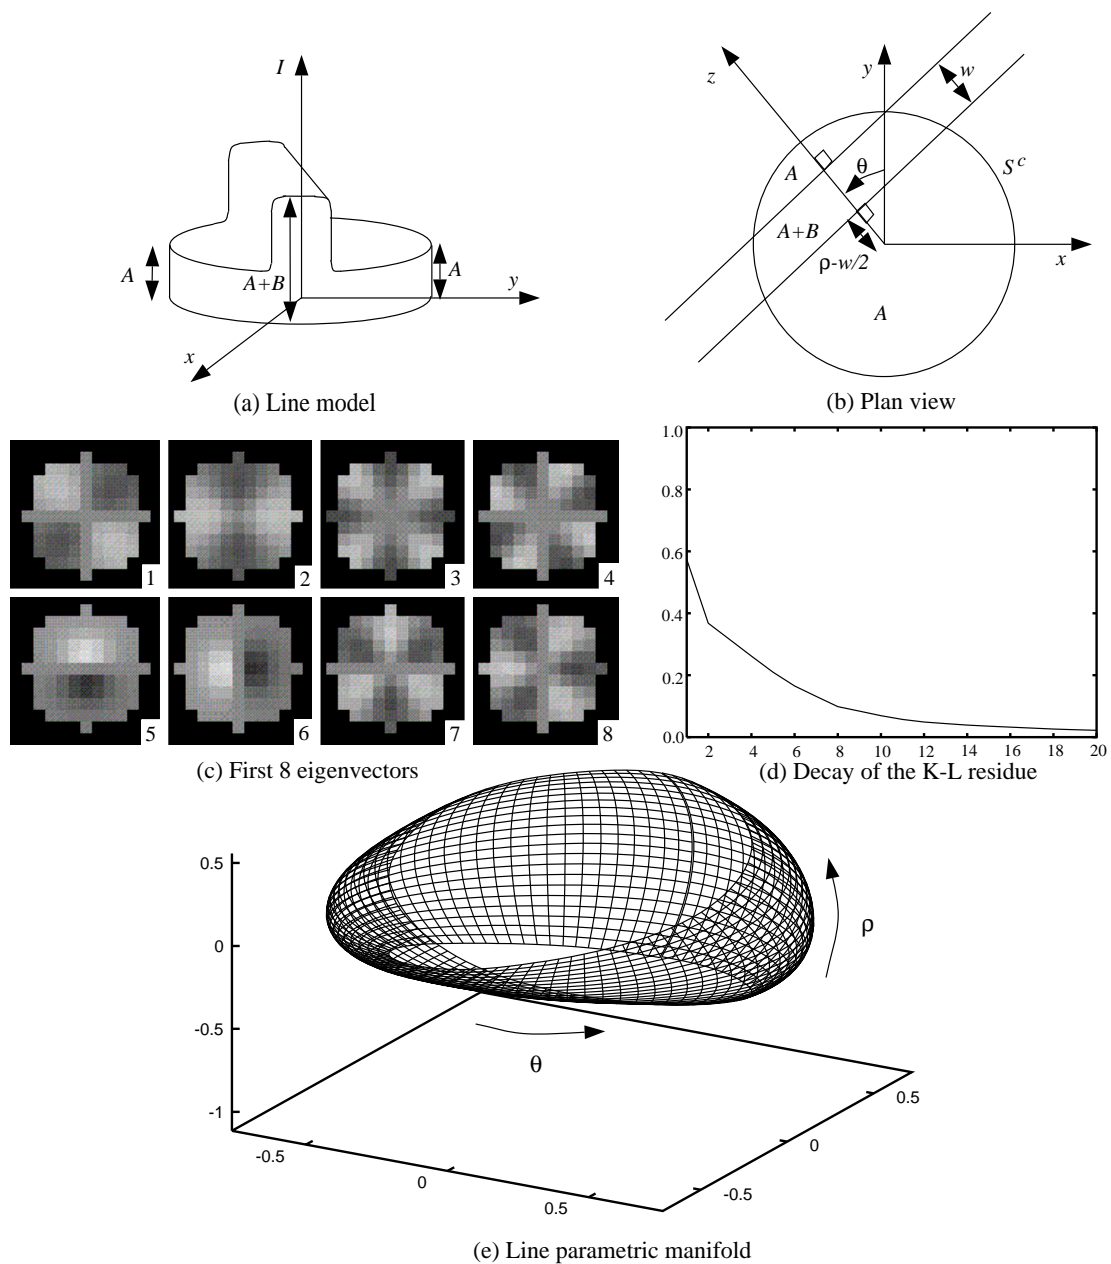 I
A
A+B
A
y
x
(a) Line model
z
y
w
θ
S^c
A
A+B
ρ-w/2
x
A
(b) Plan view
1
2
3
4
5
6
7
8
(c) First 8 eigenvectors
1.0
0.8
0.6
0.4
0.2
0.0
2 4 6 8 10 12 14 16 18 20
(d) Decay of the K-L residue
0.5
0
-0.5
-1
ρ
θ
-0.5
0
0.5
-0.5
0
0.5
(e) Line parametric manifold